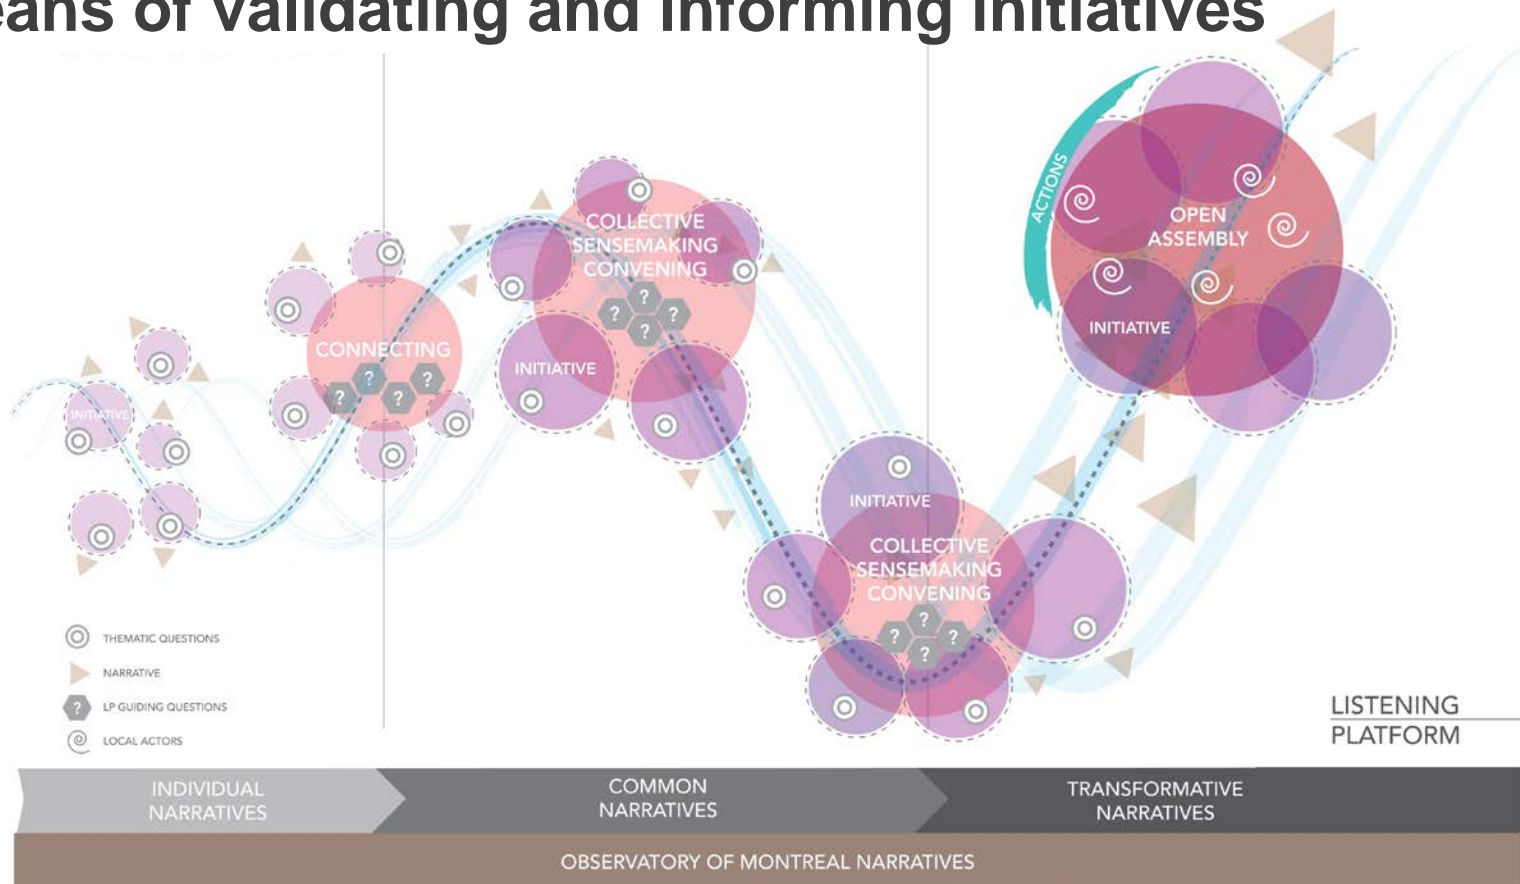 eans of validating and informing initiatives
ACTIONS
OPEN
ASSEMBLY
INITIATIVE
COLLECTIVE
SENSEMAKING
CONVENING
?
?
?
?
INITIATIVE
CONNECTING
?
?
?
?
INITIATIVE
INITIATIVE
COLLECTIVE
SENSEMAKING
CONVENING
?
?
?
?
THEMATIC QUESTIONS
NARRATIVE
? LP GUIDING QUESTIONS
LOCAL ACTORS
LISTENING
PLATFORM
INDIVIDUAL
NARRATIVES
COMMON
NARRATIVES
TRANSFORMATIVE
NARRATIVES
OBSERVATORY OF MONTREAL NARRATIVES